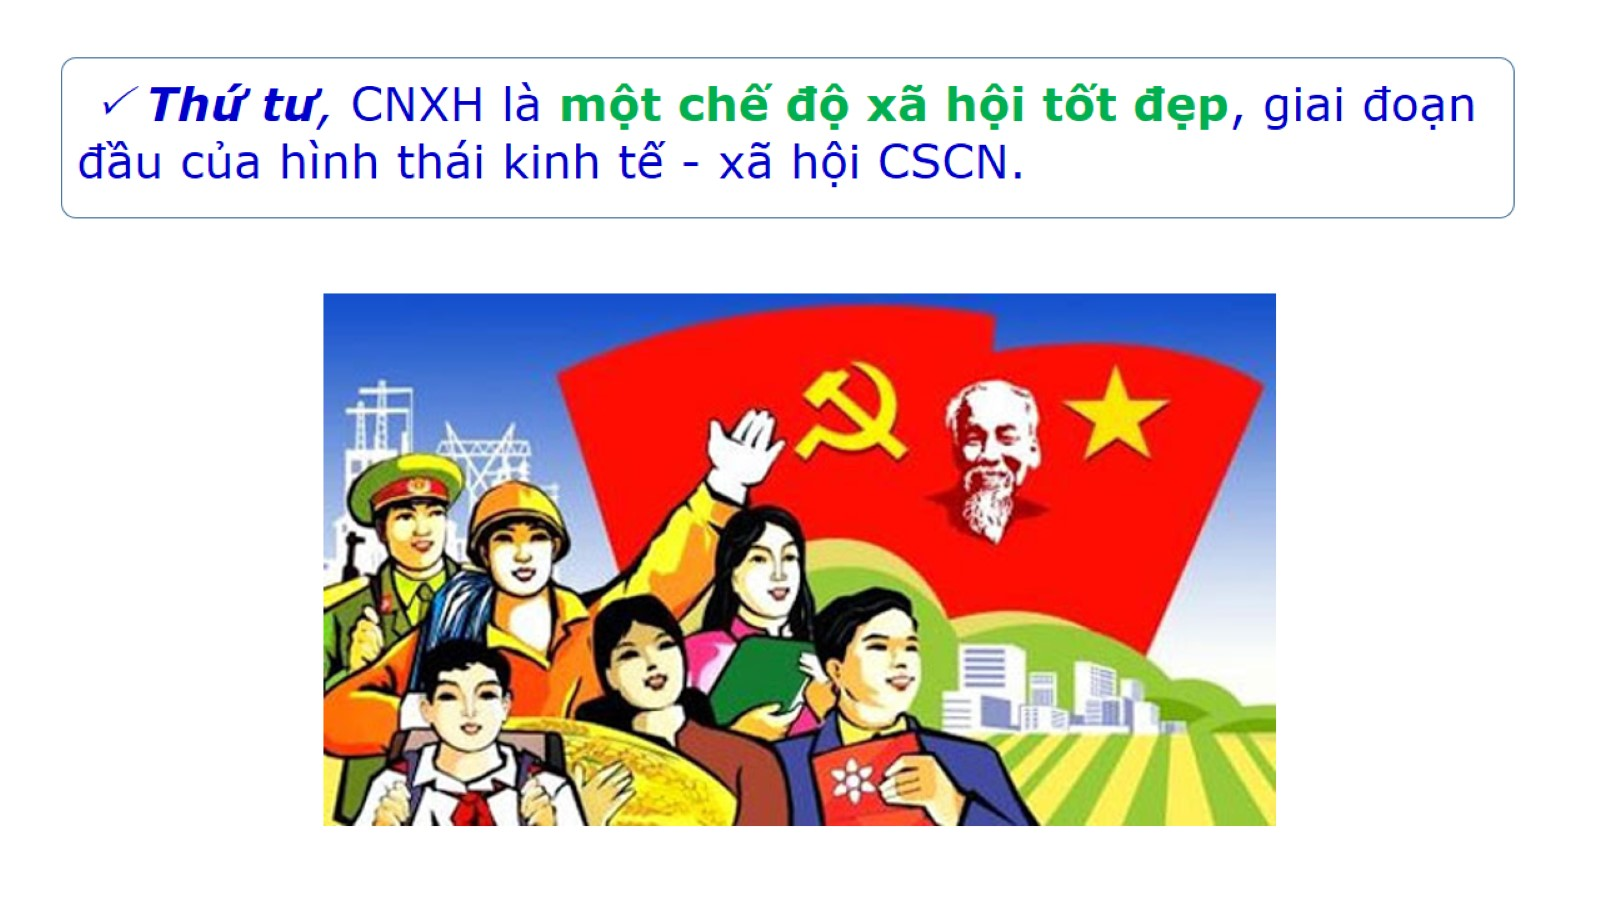 ✓ Thứ tư, CNXH là một chế độ xã hội tốt đẹp, giai đoạn
đầu của hình thái kinh tế - xã hội CSCN.